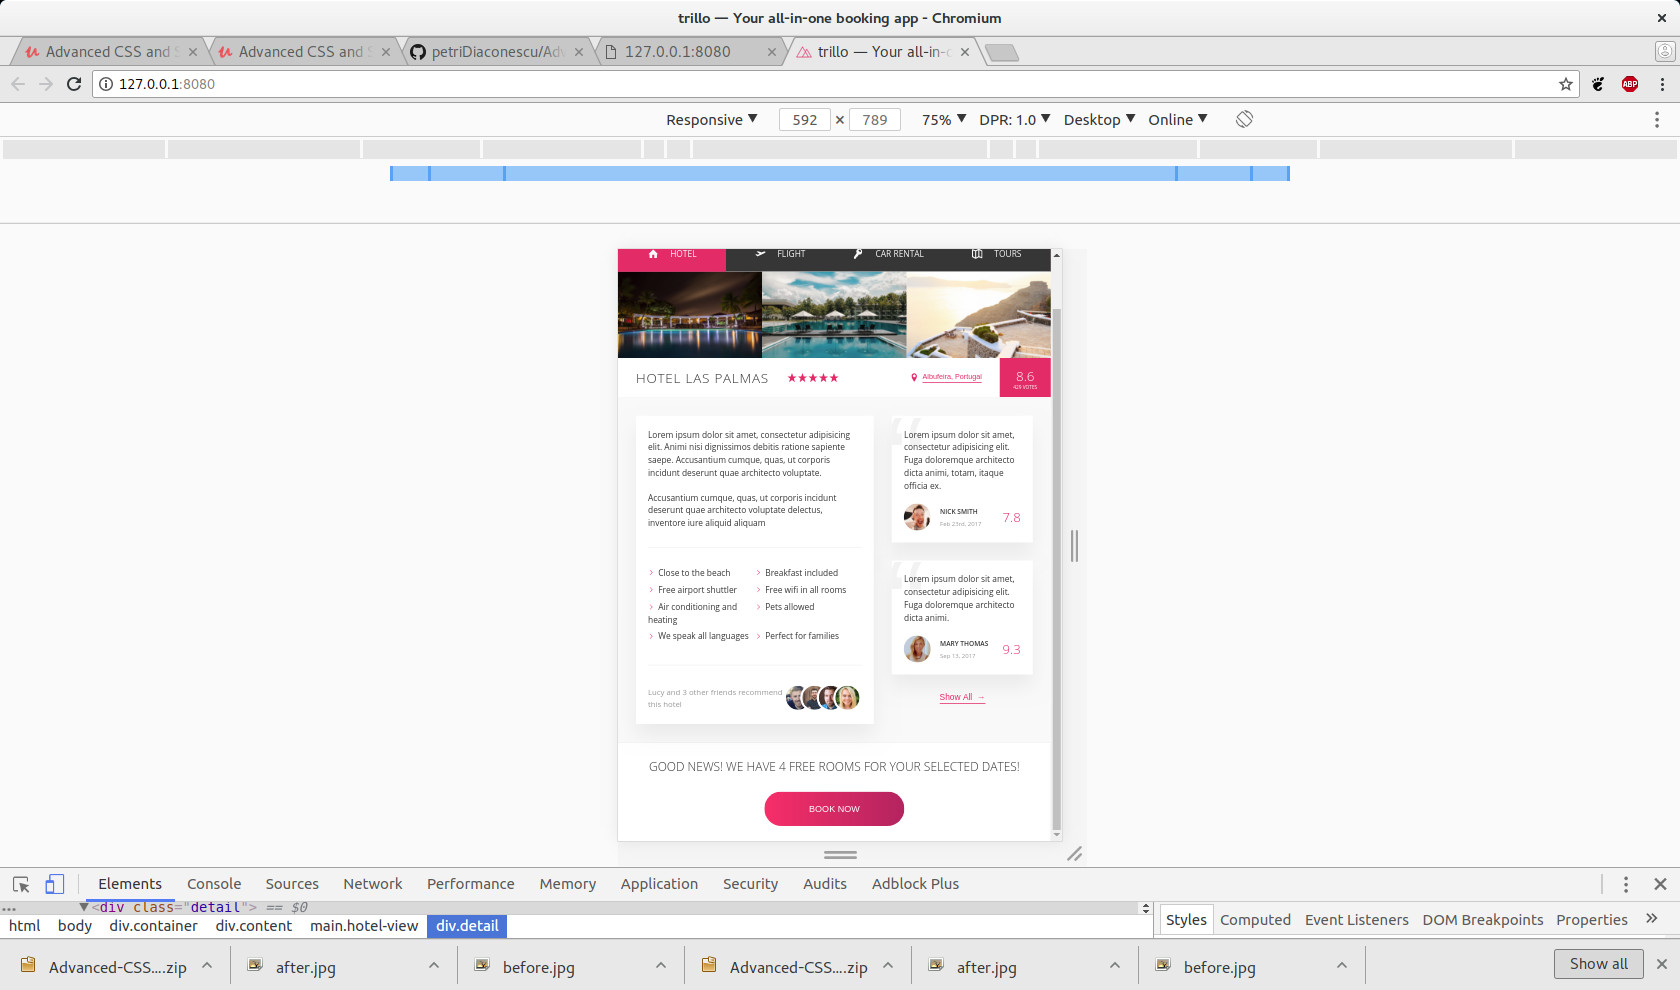 trillo — Your all-in-one booking app - Chromium
Advanced CSS and S
Advanced CSS and S
petriDiaconescu/Adv
127.0.0.1:8080
trillo — Your all-in-o
127.0.0.1:8080
ABP
Responsive ▼ 592 × 789 75% ▼ DPR: 1.0 ▼ Desktop ▼ Online ▼
HOTEL FLIGHT CAR RENTAL TOURS
HOTEL LAS PALMAS ★★★★★ Albufeira, Portugal 8.6
429 VOTES
Lorem ipsum dolor sit amet, consectetur adipisicing
elit. Animi nisi dignissimos debitis ratione sapiente
saepe. Accusantium cumque, quas, ut corporis
incidunt deserunt quae architecto voluptate.
Accusantium cumque, quas, ut corporis incidunt
deserunt quae architecto voluptate delectus,
inventore iure aliquid aliquam
Close to the beach
Breakfast included
Free airport shuttler
Free wifi in all rooms
Air conditioning and
heating
Pets allowed
We speak all languages
Perfect for families
Lucy and 3 other friends recommend
this hotel
Lorem ipsum dolor sit amet,
consectetur adipisicing elit.
Fuga doloremque architecto
dicta animi, totam, itaque
officia ex.
NICK SMITH
Feb 23rd, 2017
7.8
Lorem ipsum dolor sit amet,
consectetur adipisicing elit.
Fuga doloremque architecto
dicta animi.
MARY THOMAS
Sep 13, 2017
9.3
Show All →
GOOD NEWS! WE HAVE 4 FREE ROOMS FOR YOUR SELECTED DATES!
BOOK NOW
Elements Console Sources Network Performance Memory Application Security Audits Adblock Plus
... ▼<div class="detail"> == $0
html body div.container div.content main.hotel-view div.detail
Styles Computed Event Listeners DOM Breakpoints Properties »
Advanced-CSS....zip after.jpg before.jpg Advanced-CSS....zip after.jpg before.jpg Show all